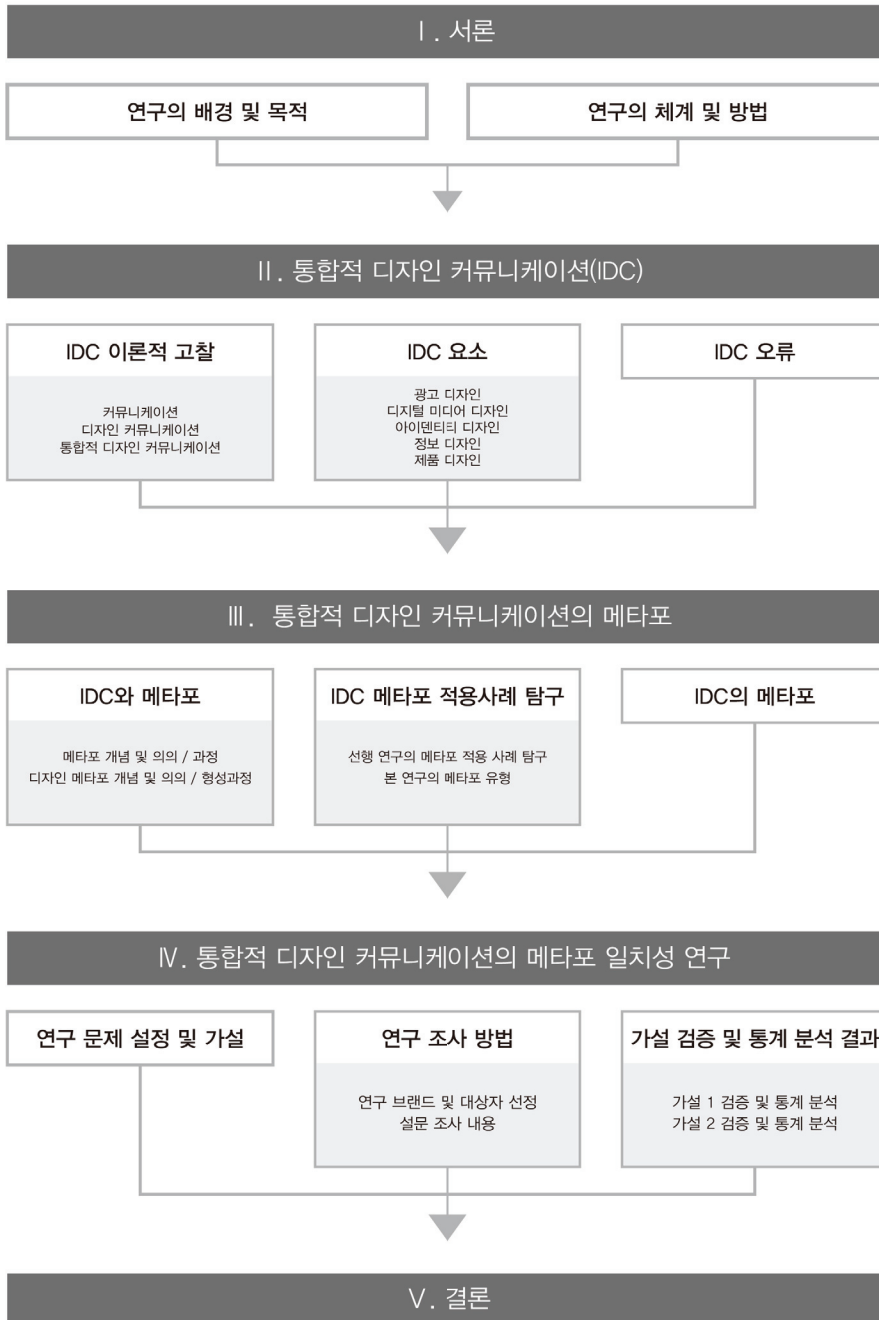 Ⅰ. 서론
연구의 배경 및 목적
연구의 체계 및 방법
Ⅱ. 통합적 디자인 커뮤니케이션(IDC)
IDC 이론적 고찰
커뮤니케이션
디자인 커뮤니케이션
통합적 디자인 커뮤니케이션
IDC 요소
광고 디자인
디지털 미디어 디자인
아이덴티티 디자인
정보 디자인
제품 디자인
IDC 오류
Ⅲ. 통합적 디자인 커뮤니케이션의 메타포
IDC와 메타포
메타포 개념 및 의의 / 과정
디자인 메타포 개념 및 의의 / 형성과정
IDC 메타포 적용사례 탐구
선행 연구의 메타포 적용 사례 탐구
본 연구의 메타포 유형
IDC의 메타포
Ⅳ. 통합적 디자인 커뮤니케이션의 메타포 일치성 연구
연구 문제 설정 및 가설
연구 조사 방법
연구 브랜드 및 대상자 선정
설문 조사 내용
가설 검증 및 통계 분석 결과
가설 1 검증 및 통계 분석
가설 2 검증 및 통계 분석
Ⅴ. 결론